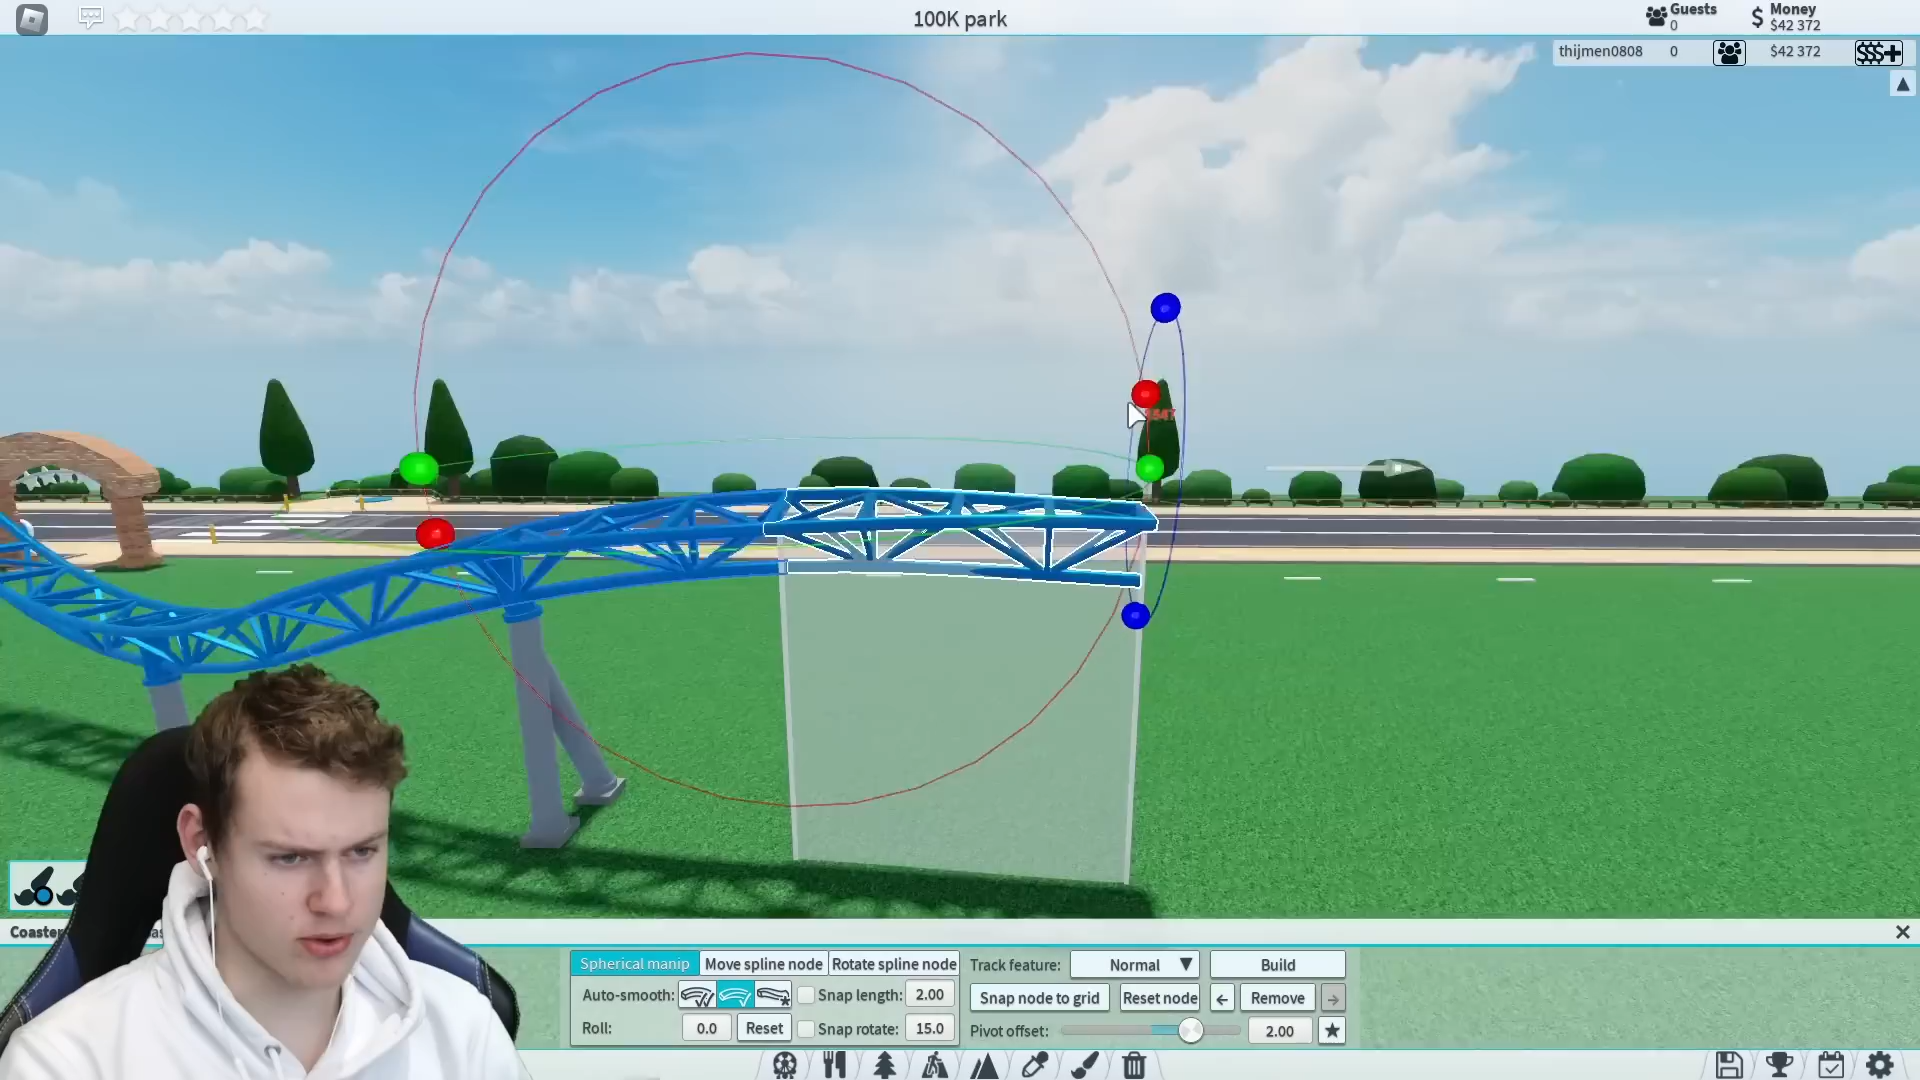 100K park
Guests
0
Money
$42 372
thijmen0808 0 $42 372
$$$+
Coaster
Spherical manip Move spline node Rotate spline node Track feature: Normal Build
Auto-smooth: Snap length: 2.00 Snap node to grid Reset node Remove
Roll: 0.0 Reset Snap rotate: 15.0 Pivot offset: 2.00